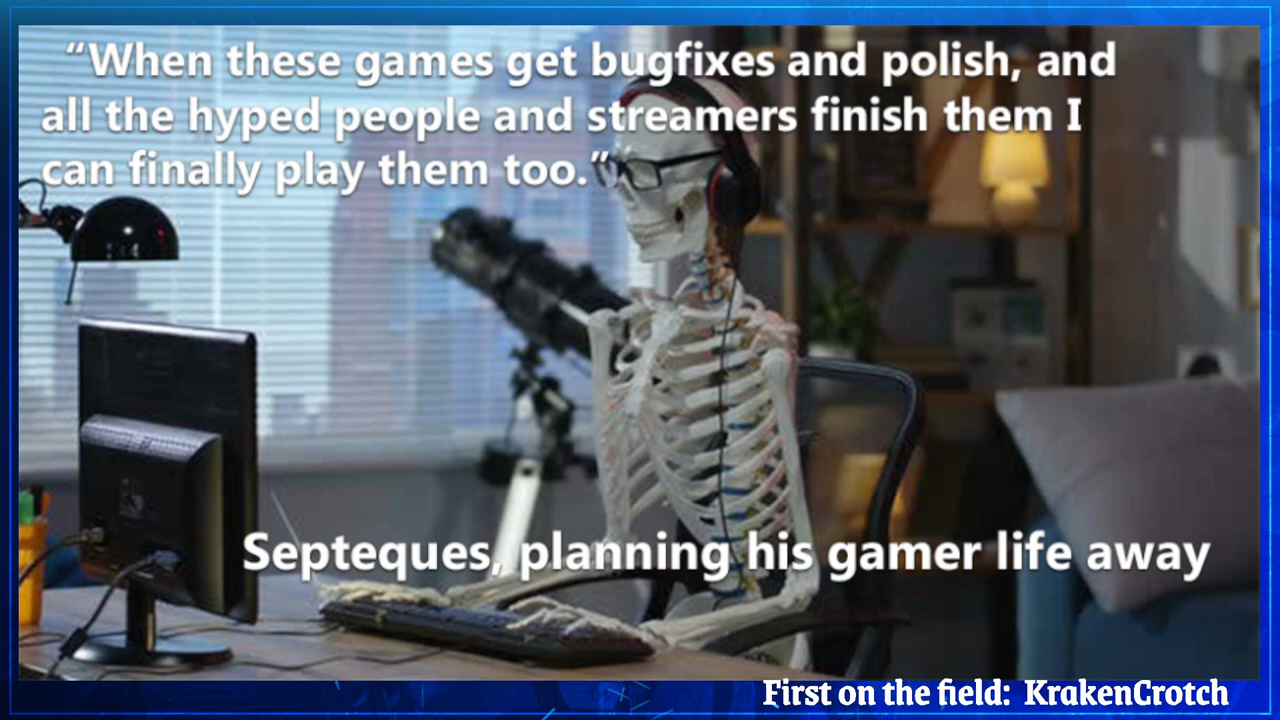 “When these games get bugfixes and polish, and
all the hyped people and streamers finish them I
can finally play them too.”
Septeques, planning his gamer life away
First on the field: KrakenCrotch